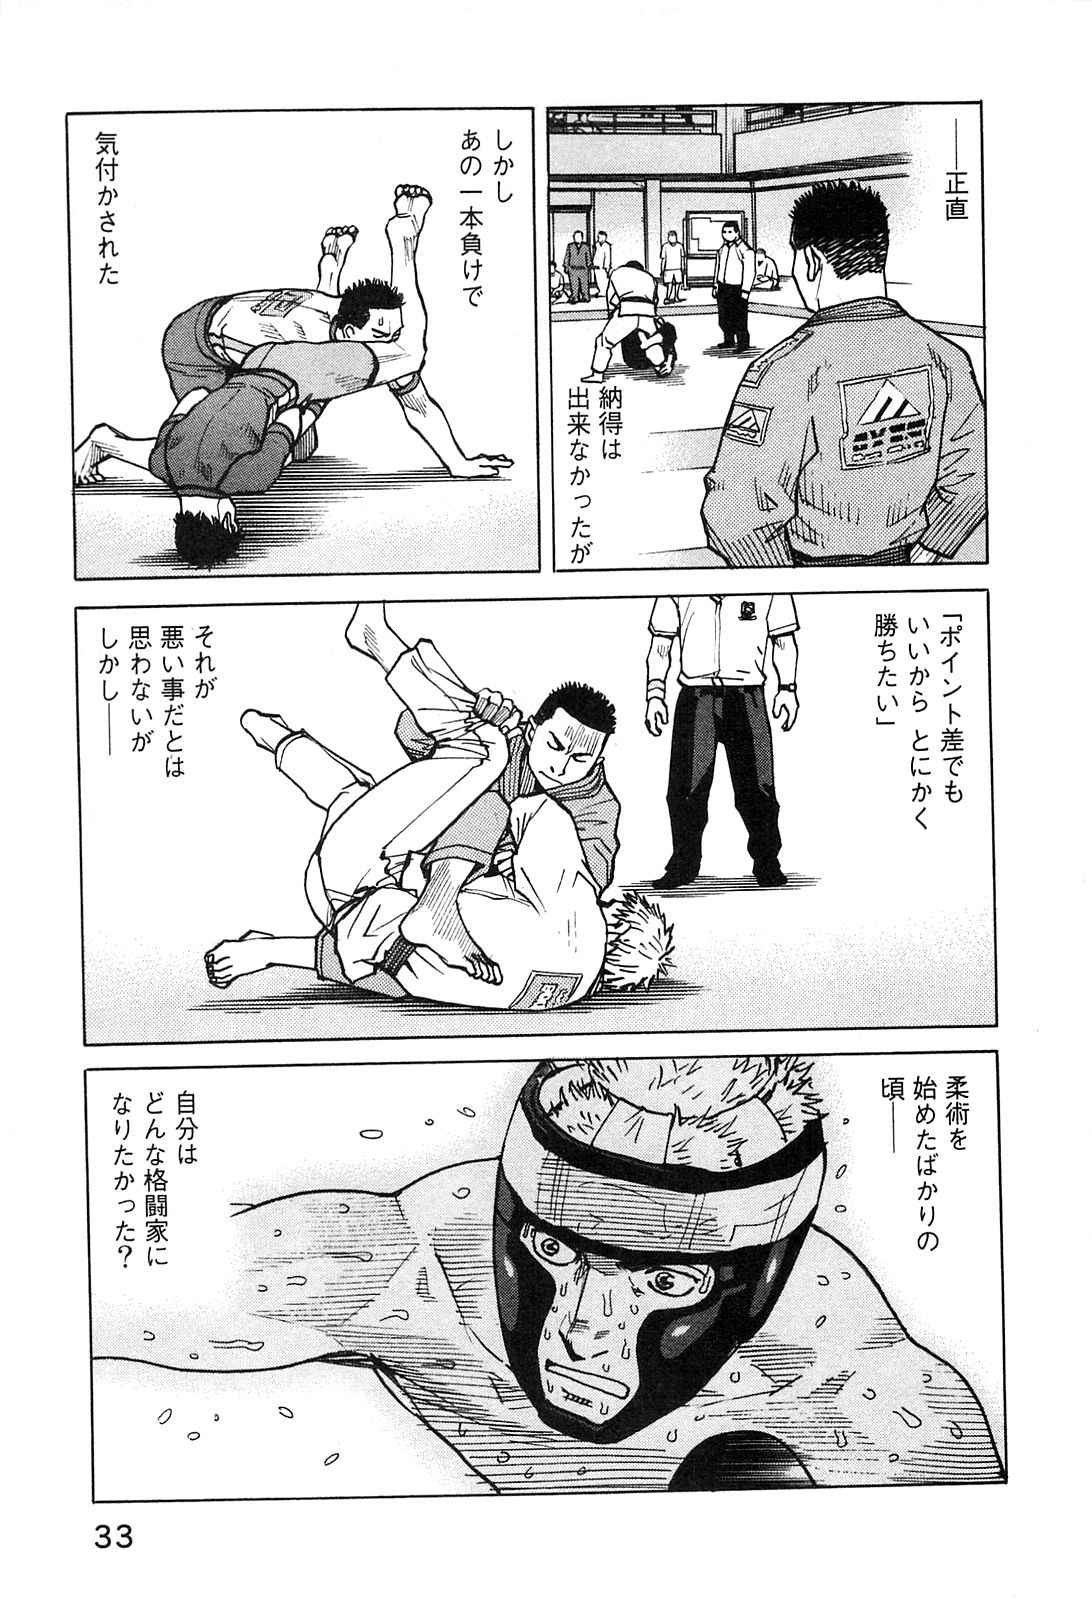 ――正直
納得は
出来なかったが
しかし
あの一本負けで
気付かされた
「ポイント差でも
いいから とにかく
勝ちたい」
それが
悪い事だとは
思わないが
しかし――
柔術を
始めたばかりの
頃――
自分は
どんな格闘家に
なりたかった？
33